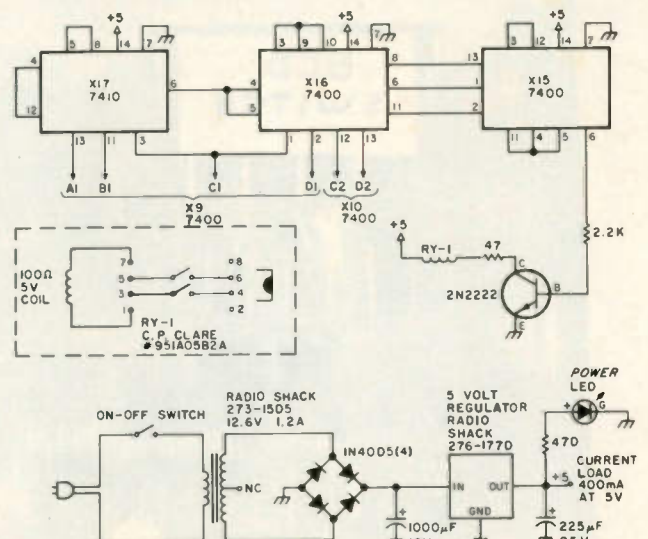 +5
+5
+5
5
8
14
7
3
9
10
14
7
3
12
14
7
4
12
X17
7410
6
4
5
X16
7400
8
6
11
13
1
2
X15
7400
13
11
3
1
2
12
13
11
4
5
6
A1
B1
C1
D1
C2
D2
X9
7400
X10
7400
+5
RY-1
47
2.2K
C
B
E
2N2222
100Ω
5V
COIL
7
5
3
1
8
6
4
2
RY-1
C.P. CLARE
#951A05B2A
ON-OFF SWITCH
RADIO SHACK
273-1505
12.6V 1.2A
NC
1N4005(4)
5 VOLT
REGULATOR
RADIO
SHACK
276-1770
IN
OUT
GND
POWER
LED
+
G
470
+5
CURRENT
LOAD
400mA
AT 5V
+
1000µF
+
225µF